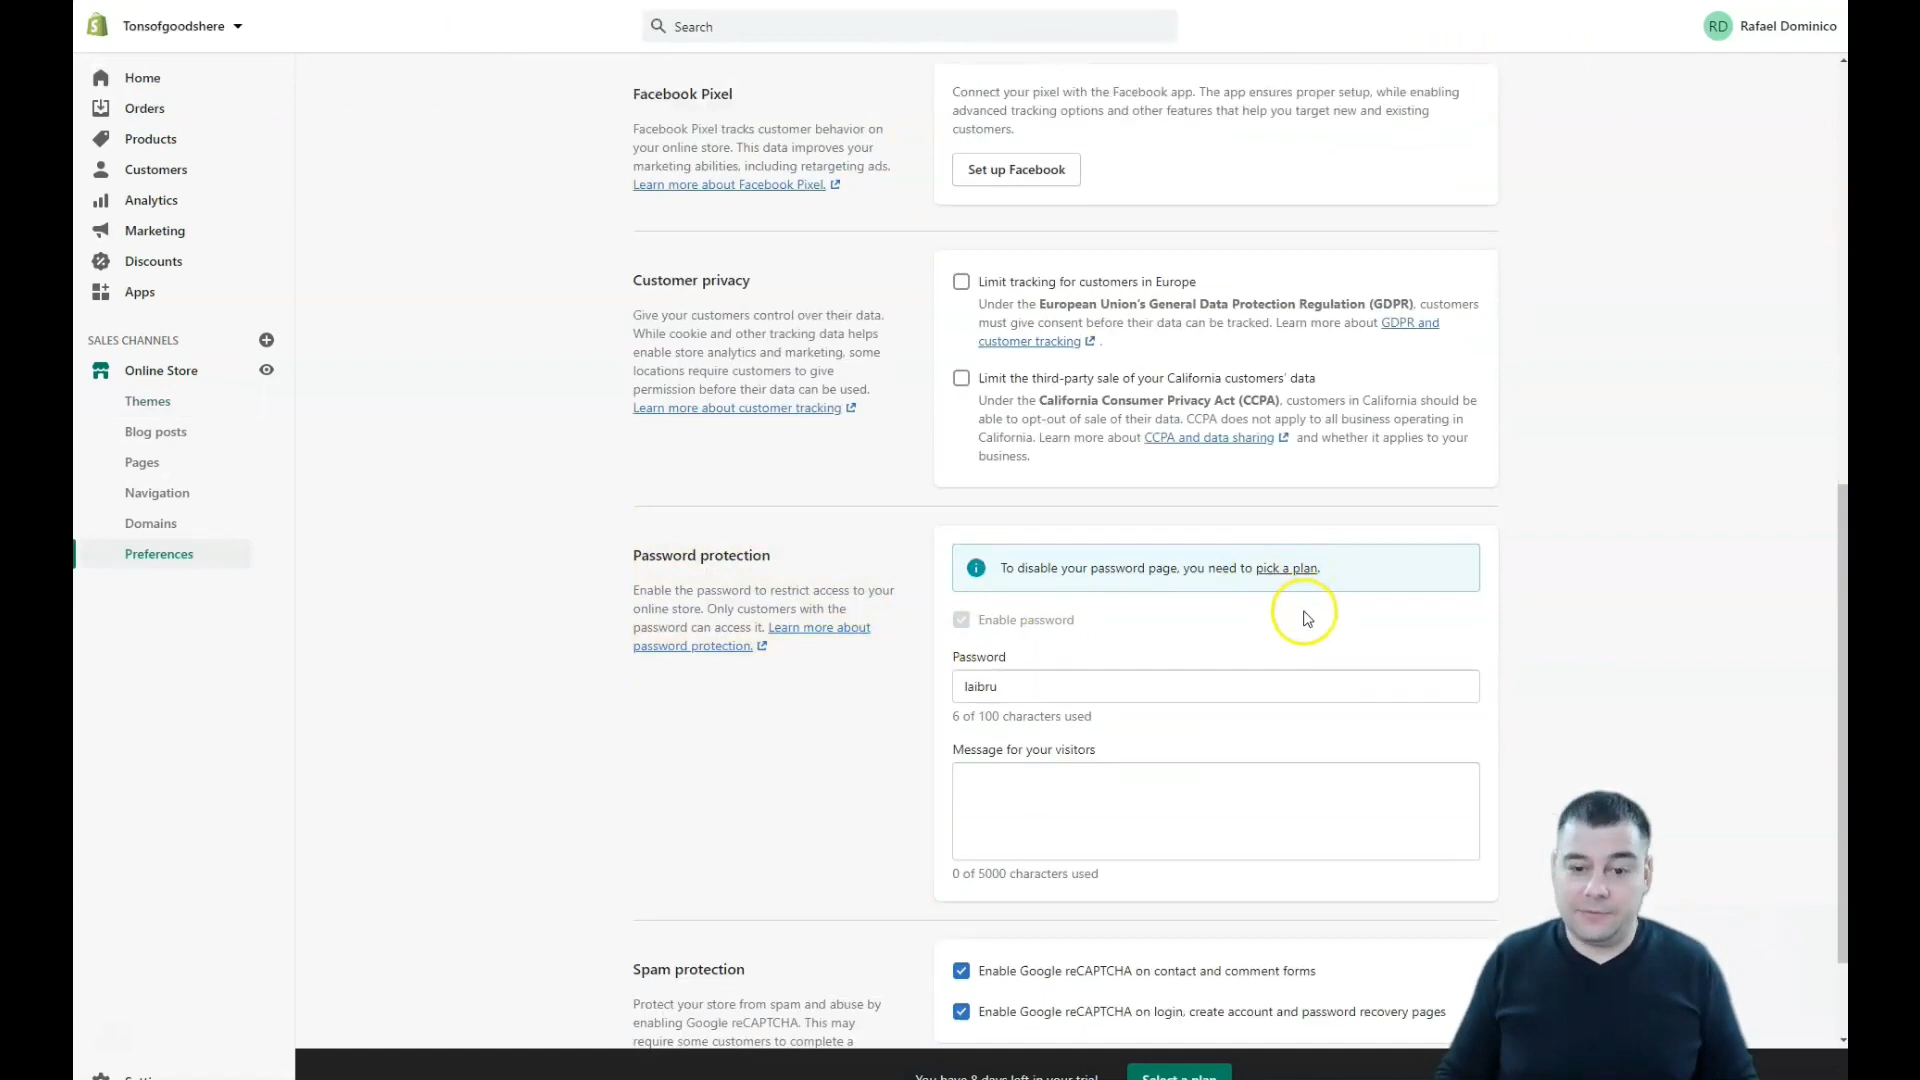 Tonsofgoodshere
Search
RD Rafael Dominico
Home
Orders
Products
Customers
Analytics
Marketing
Discounts
Apps
SALES CHANNELS
Online Store
Themes
Blog posts
Pages
Navigation
Domains
Preferences
Facebook Pixel
Facebook Pixel tracks customer behavior on
your online store. This data improves your
marketing abilities, including retargeting ads.
Learn more about Facebook Pixel.
Connect your pixel with the Facebook app. The app ensures proper setup, while enabling
advanced tracking options and other features that help you target new and existing
customers.
Set up Facebook
Customer privacy
Give your customers control over their data.
While cookie and other tracking data helps
enable store analytics and marketing, some
locations require customers to give
permission before their data can be used.
Learn more about customer tracking
Limit tracking for customers in Europe
Under the European Union's General Data Protection Regulation (GDPR), customers
must give consent before their data can be tracked. Learn more about GDPR and
customer tracking .
Limit the third-party sale of your California customers' data
Under the California Consumer Privacy Act (CCPA), customers in California should be
able to opt-out of sale of their data. CCPA does not apply to all business operating in
California. Learn more about CCPA and data sharing and whether it applies to your
business.
Password protection
Enable the password to restrict access to your
online store. Only customers with the
password can access it. Learn more about
password protection.
To disable your password page, you need to pick a plan.
Enable password
Password
laibru
6 of 100 characters used
Message for your visitors
0 of 5000 characters used
Spam protection
Protect your store from spam and abuse by
enabling Google reCAPTCHA. This may
require some customers to complete a
Enable Google reCAPTCHA on contact and comment forms
Enable Google reCAPTCHA on login, create account and password recovery pages
You have 8 days left in your trial
Select a plan